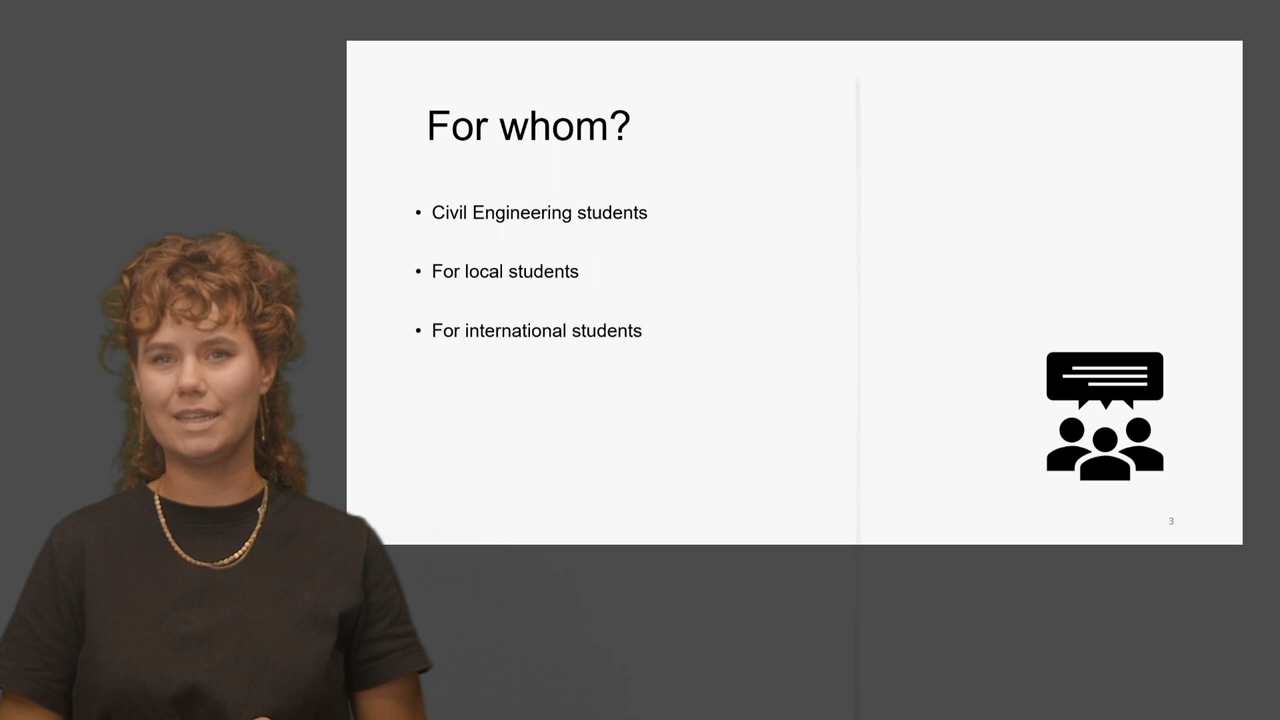 For whom?
• Civil Engineering students
• For local students
• For international students
3